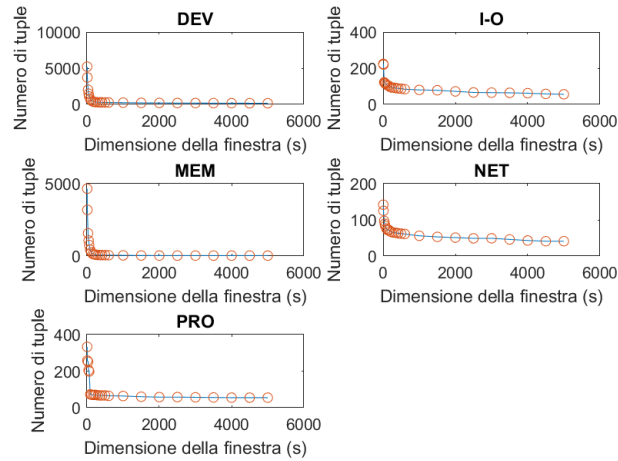 DEV
Numero di tuple
10000
5000
0
0 2000 4000 6000
Dimensione della finestra (s)
I-O
Numero di tuple
400
200
0
0 2000 4000 6000
Dimensione della finestra (s)
MEM
Numero di tuple
5000
0
0 2000 4000 6000
Dimensione della finestra (s)
NET
Numero di tuple
200
100
0
0 2000 4000 6000
Dimensione della finestra (s)
PRO
Numero di tuple
400
200
0
0 2000 4000 6000
Dimensione della finestra (s)